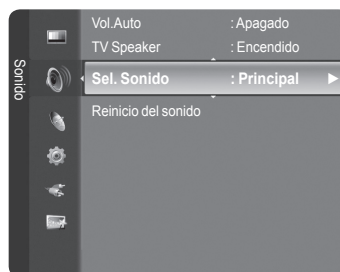 Sonido
Vol.Auto : Apagado
TV Speaker : Encendido
Sel. Sonido : Principal
Reinicio del sonido